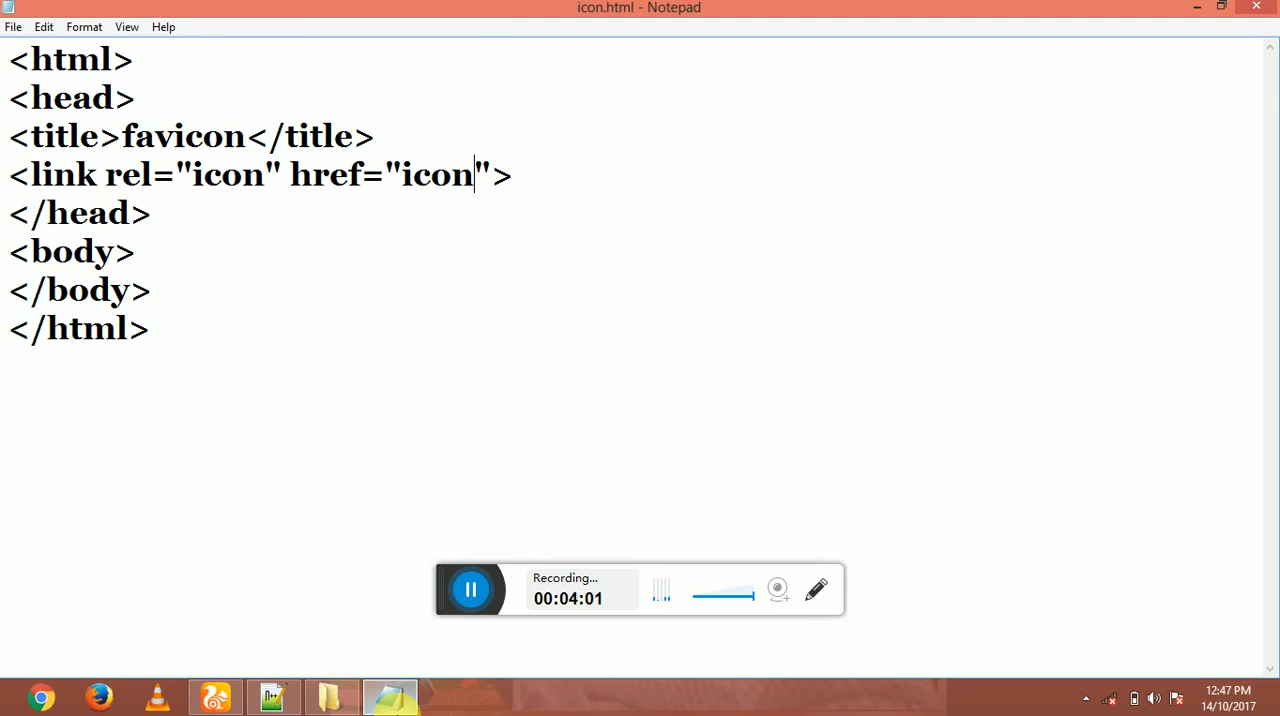 icon.html - Notepad
File Edit Format View Help
<html>
<head>
<title>favicon</title>
<link rel="icon" href="icon">
</head>
<body>
</body>
</html>
Recording...
00:04:01
12:47 PM
14/10/2017